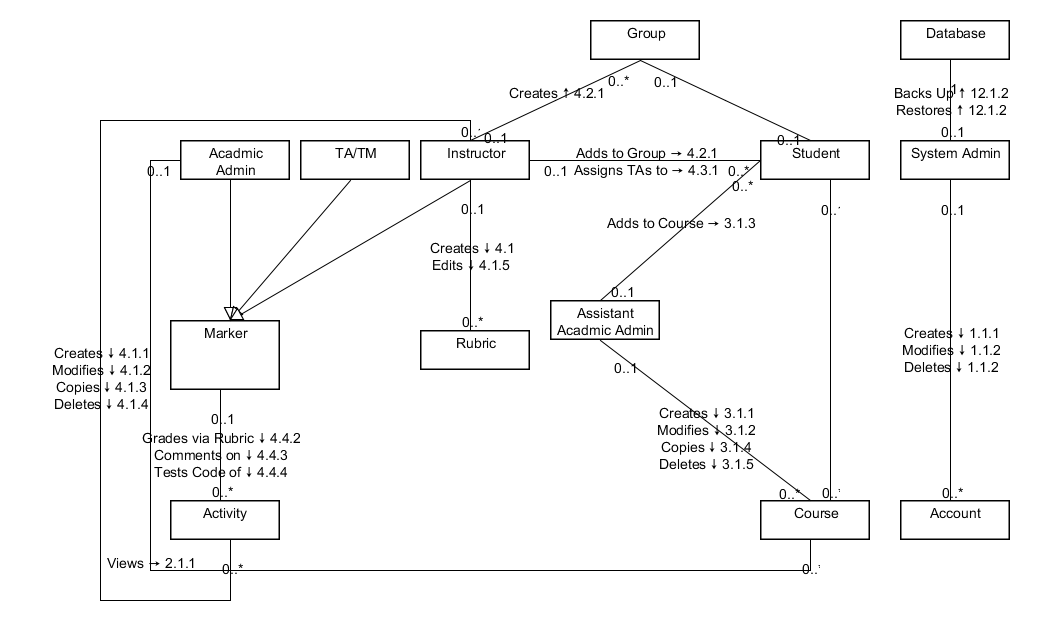 Group
Database
0..*
0..1
Creates ↑ 4.2.1
Backs Up ↑ 12.1.2
1
Restores ↑ 12.1.2
0..1
0..1
0..1
Acadmic
Admin
TA/TM
Instructor
Student
System Admin
Adds to Group → 4.2.1
Assigns TAs to → 4.3.1
0..1
0..1
0..*
0..*
0..1
0..1
Adds to Course → 3.1.3
Creates ↓ 4.1
Edits ↓ 4.1.5
0..1
0..*
Assistant
Acadmic Admin
Marker
Rubric
0..1
Creates ↓ 4.1.1
Modifies ↓ 4.1.2
Copies ↓ 4.1.3
Deletes ↓ 4.1.4
Creates ↓ 1.1.1
Modifies ↓ 1.1.2
Deletes ↓ 1.1.2
0..1
Creates ↓ 3.1.1
Modifies ↓ 3.1.2
Copies ↓ 3.1.4
Deletes ↓ 3.1.5
Grades via Rubric ↓ 4.4.2
Comments on ↓ 4.4.3
Tests Code of ↓ 4.4.4
0..*
0..*
0..*
Activity
Course
Account
Views → 2.1.1
0..*